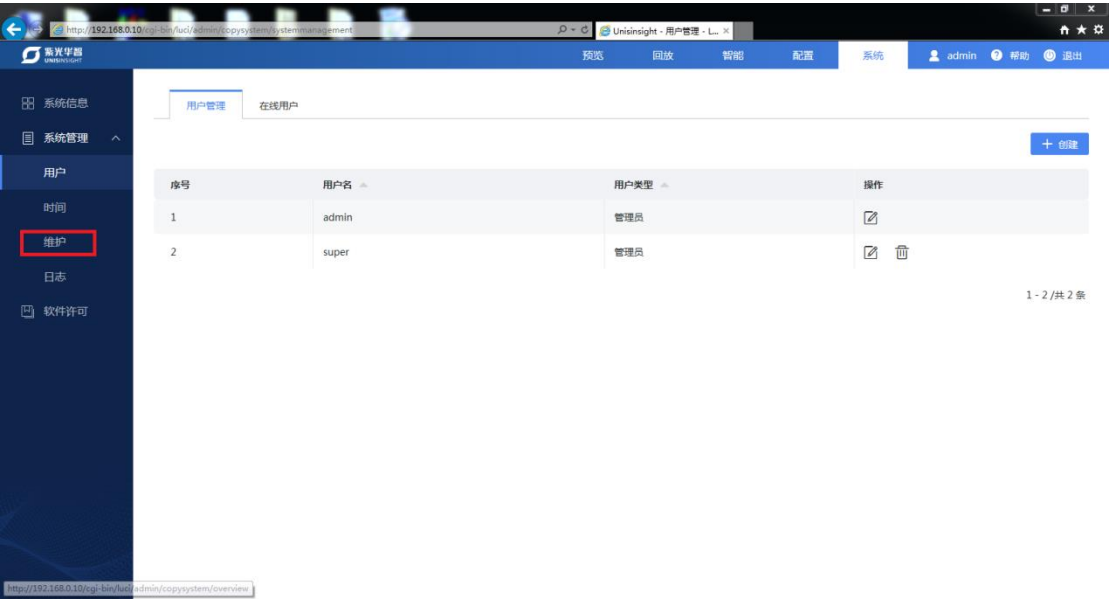 http://192.168.0.10/cgi-bin/luci/admin/copysystem/systemmanagement
Unisinsight - 用户管理 - L...
紫光华智
UNISINSIGHT
预览 回放 智能 配置 系统 admin 帮助 退出
系统信息
用户管理 在线用户
系统管理
创建
用户
序号 用户名 用户类型 操作
时间
1 admin 管理员
维护
2 super 管理员
日志
1 - 2 /共 2 条
软件许可
http://192.168.0.10/cgi-bin/luci/admin/copysystem/overview